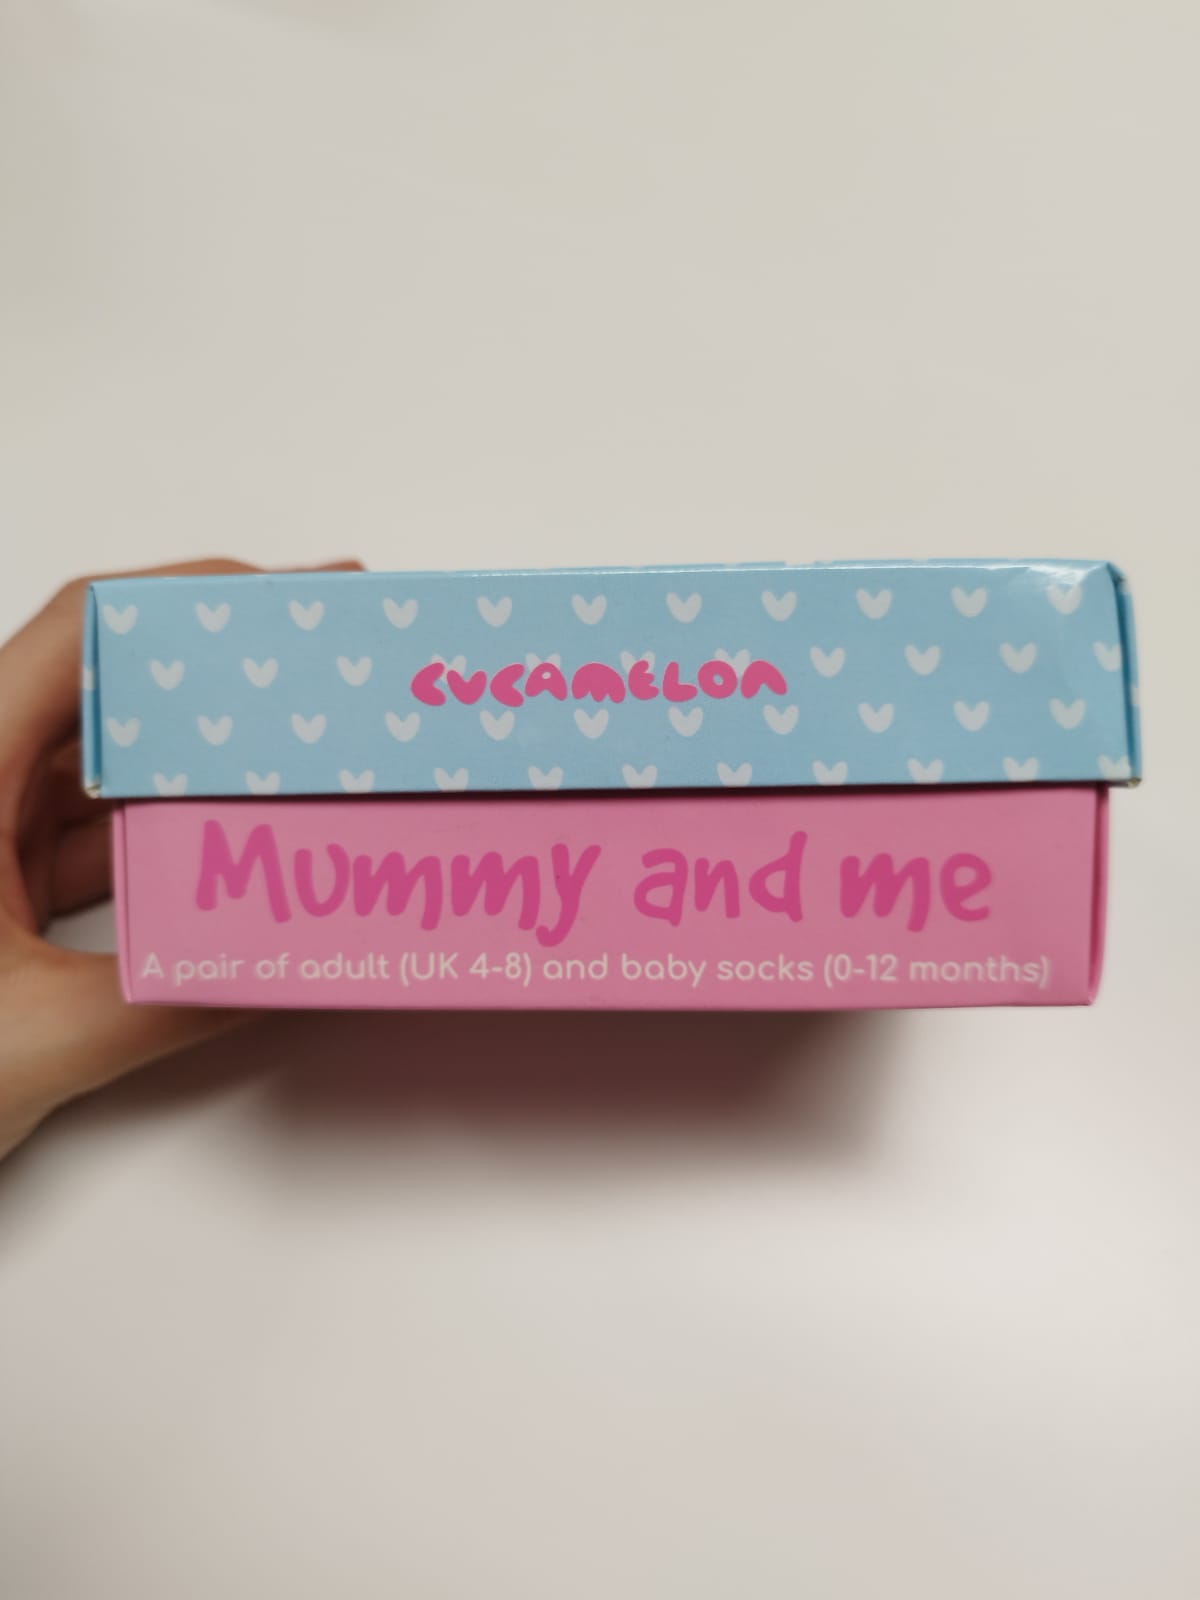 CUCAMELON
Mummy and me
A pair of adult (UK 4-8) and baby socks (0-12 months)